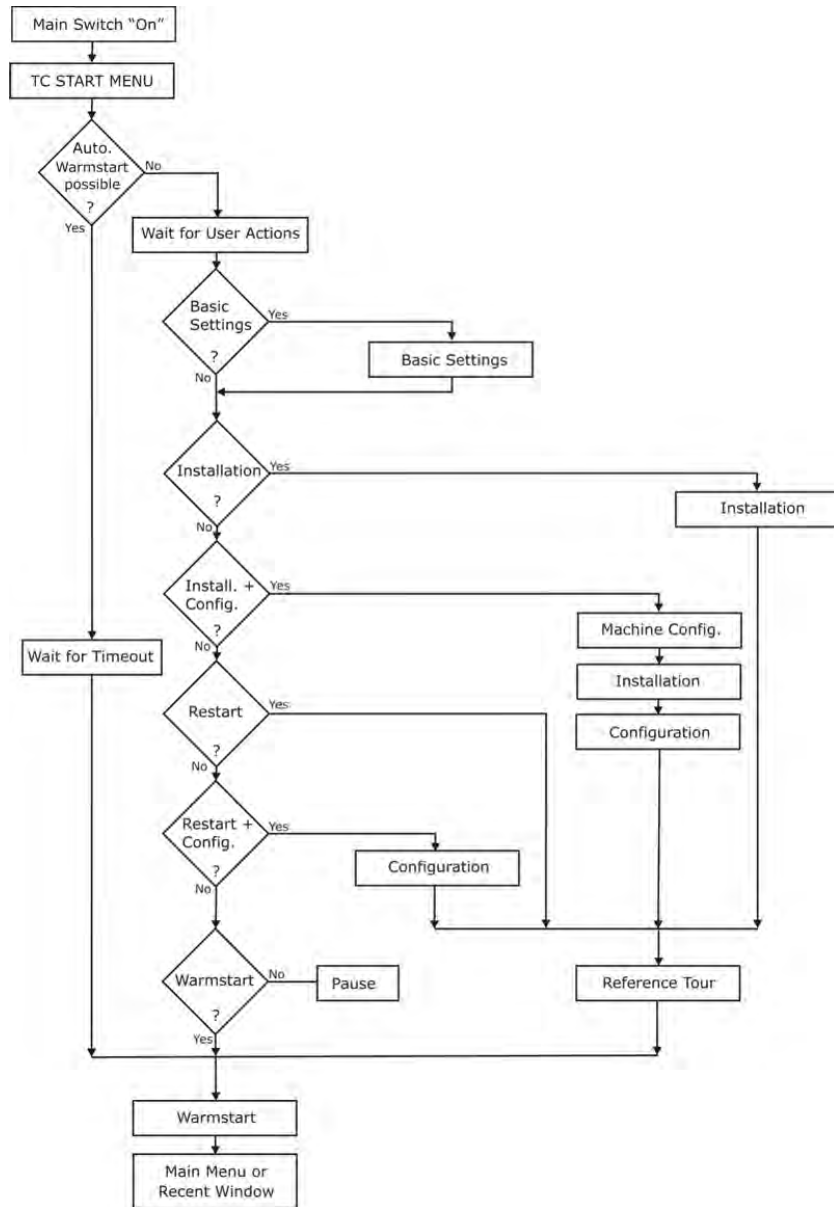 Main Switch “On”
TC START MENU
Auto.
Warmstart
possible
?
No
Yes
Wait for User Actions
Basic
Settings
?
Yes
No
Basic Settings
Installation
?
Yes
No
Installation
Install. +
Config.
?
Yes
No
Machine Config.
Installation
Configuration
Wait for Timeout
Restart
?
Yes
No
Restart +
Config.
?
Yes
No
Configuration
Warmstart
?
No
Yes
Pause
Reference Tour
Warmstart
Main Menu or
Recent Window